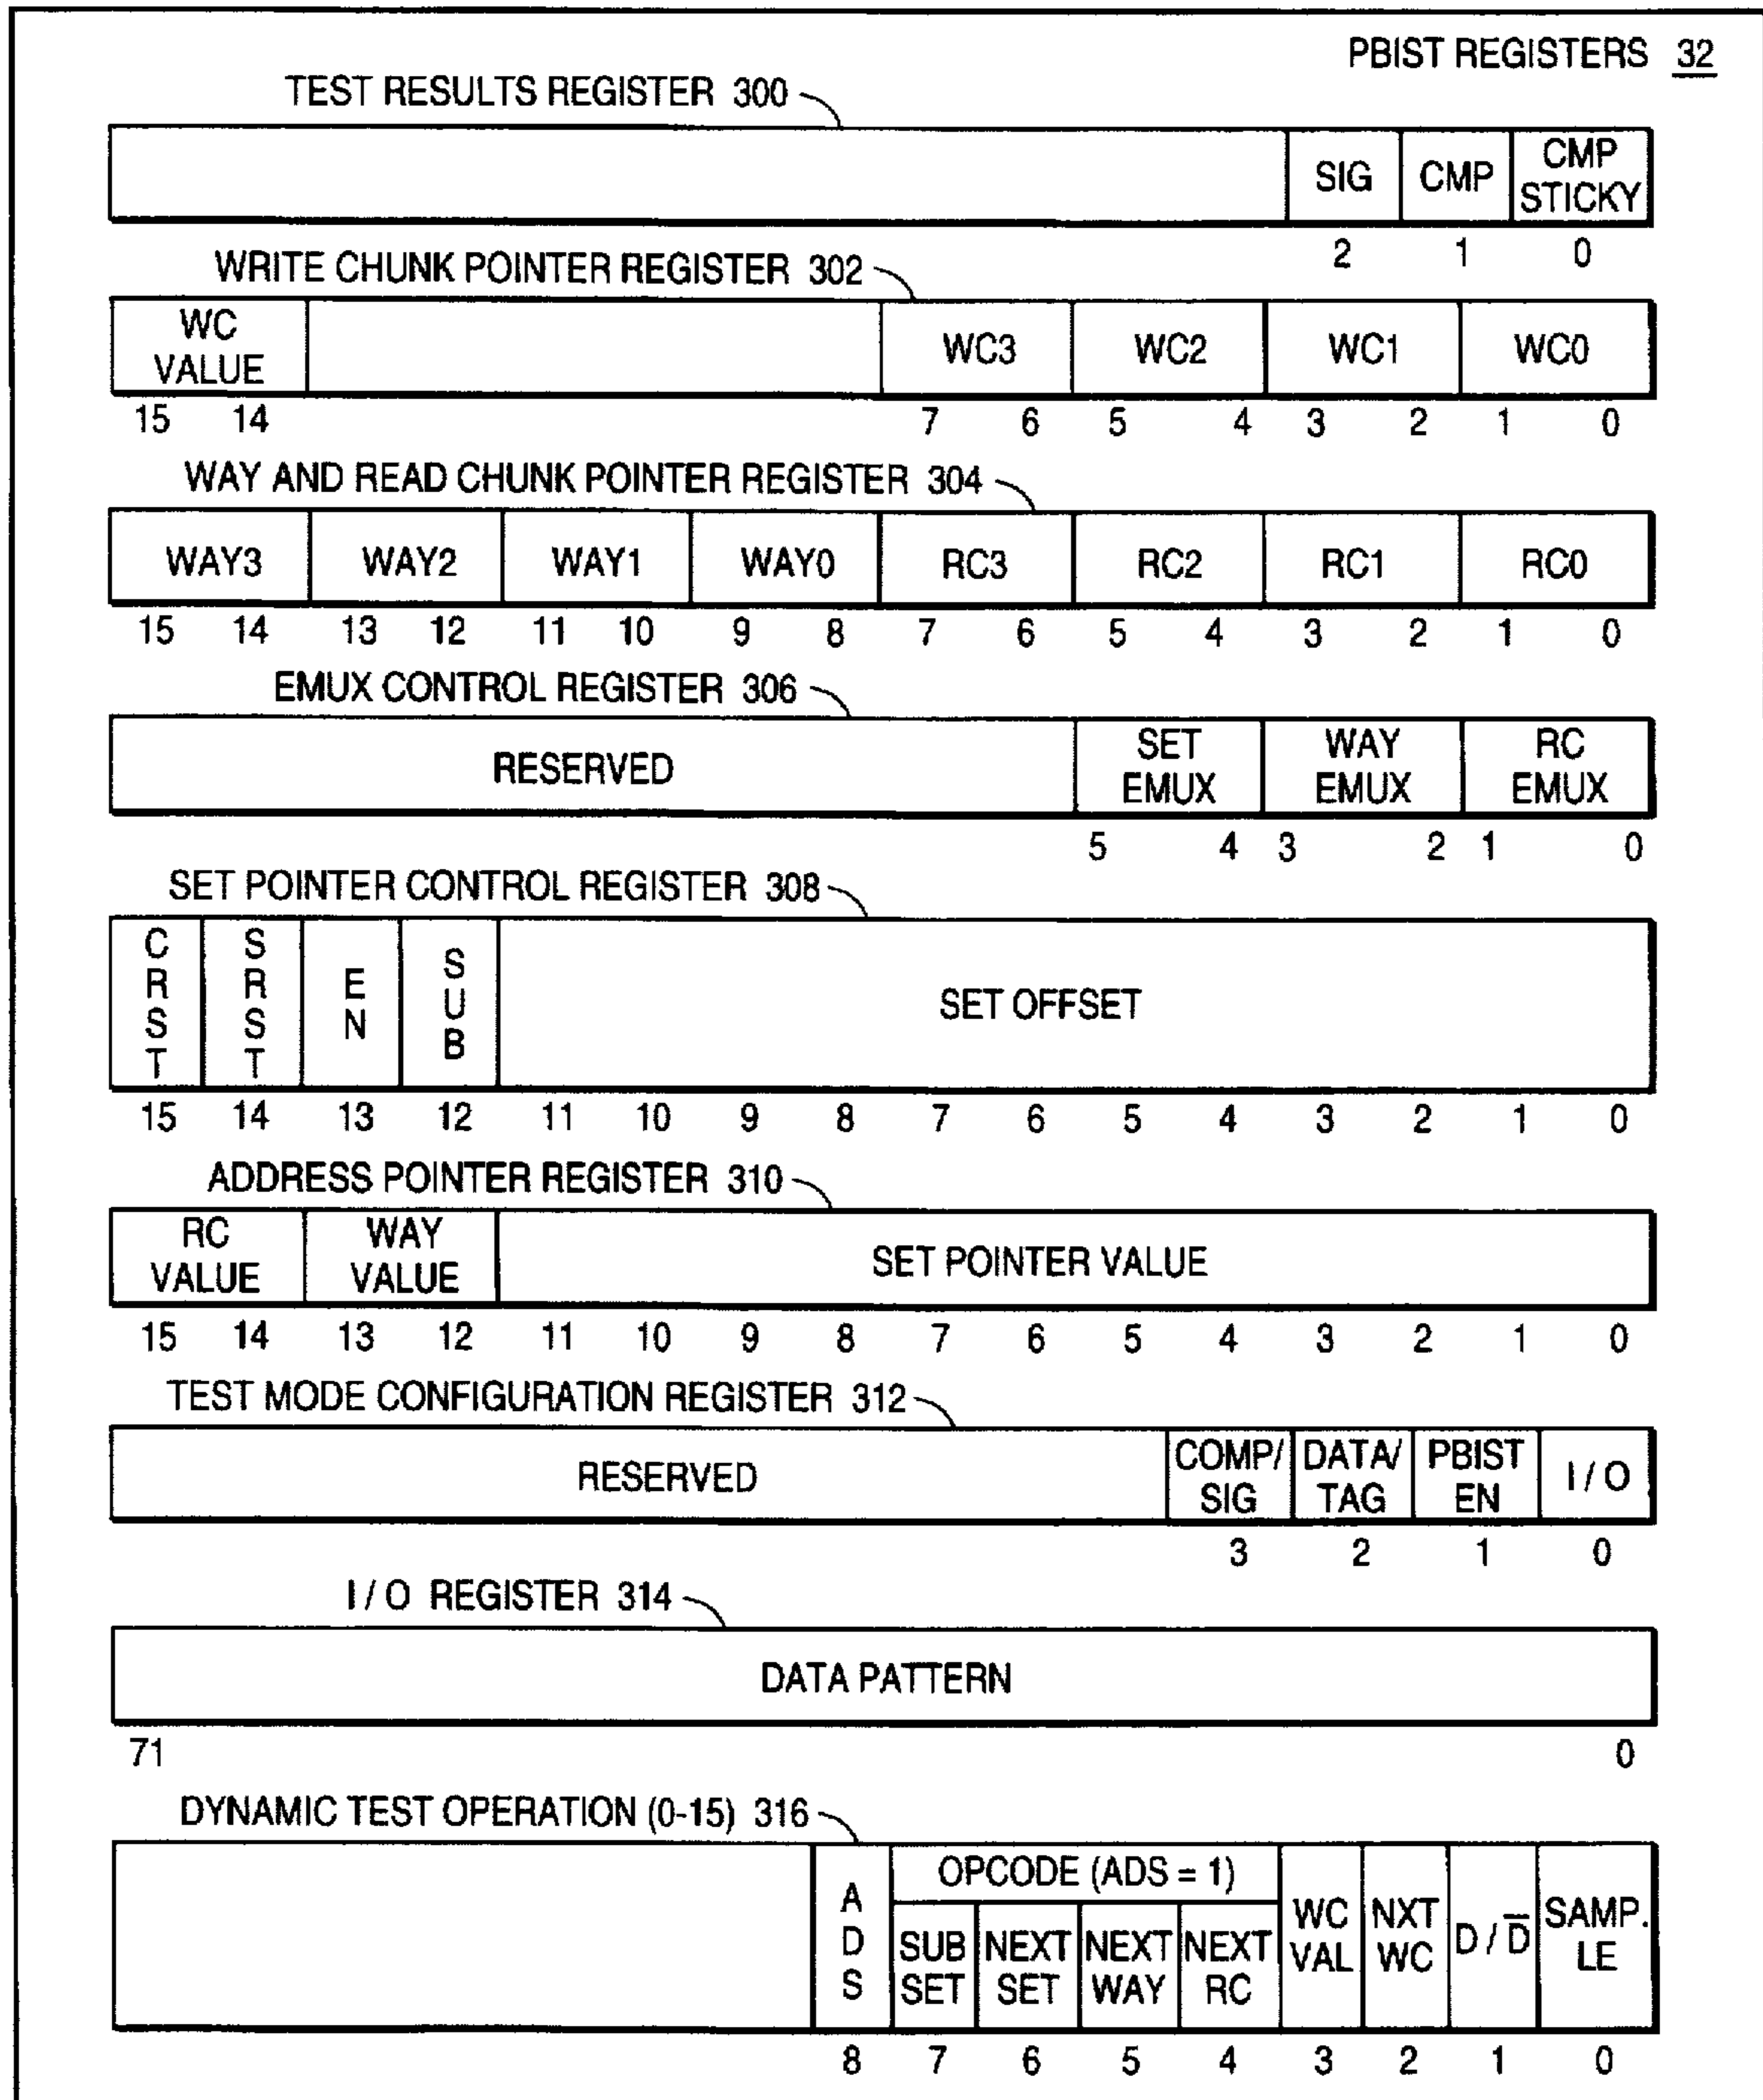 PBIST REGISTERS 32
TEST RESULTS REGISTER 300
SIG CMP CMP STICKY
2 1 0
WRITE CHUNK POINTER REGISTER 302
WC VALUE WC3 WC2 WC1 WC0
15 14 7 6 5 4 3 2 1 0
WAY AND READ CHUNK POINTER REGISTER 304
WAY3 WAY2 WAY1 WAY0 RC3 RC2 RC1 RC0
15 14 13 12 11 10 9 8 7 6 5 4 3 2 1 0
EMUX CONTROL REGISTER 306
RESERVED SET EMUX WAY EMUX RC EMUX
5 4 3 2 1 0
SET POINTER CONTROL REGISTER 308
CRST SRST EN SUB SET OFFSET
15 14 13 12 11 10 9 8 7 6 5 4 3 2 1 0
ADDRESS POINTER REGISTER 310
RC VALUE WAY VALUE SET POINTER VALUE
15 14 13 12 11 10 9 8 7 6 5 4 3 2 1 0
TEST MODE CONFIGURATION REGISTER 312
RESERVED COMP/ SIG DATA/ TAG PBIST EN I / O
3 2 1 0
I / O REGISTER 314
DATA PATTERN
71 0
DYNAMIC TEST OPERATION (0-15) 316
ADS OPCODE (ADS = 1)
SUB SET NEXT SET NEXT WAY NEXT RC WC VAL NXT WC D / D̅ SAMP. LE
8 7 6 5 4 3 2 1 0